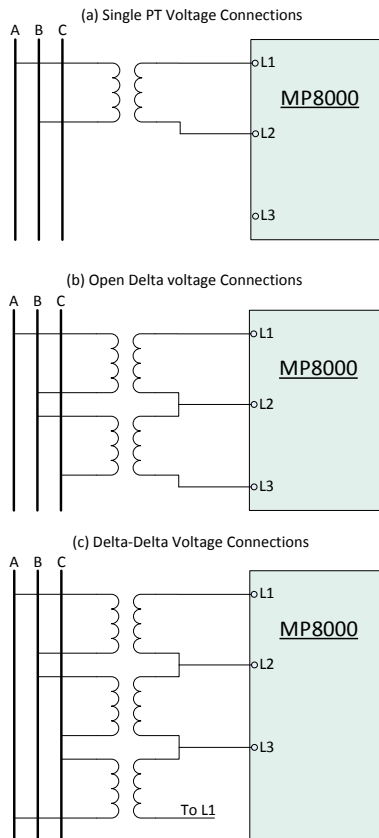 (a) Single PT Voltage Connections
A B C
L1
MP8000
L2
L3
(b) Open Delta voltage Connections
A B C
L1
MP8000
L2
L3
(c) Delta-Delta Voltage Connections
A B C
L1
MP8000
L2
L3
To L1